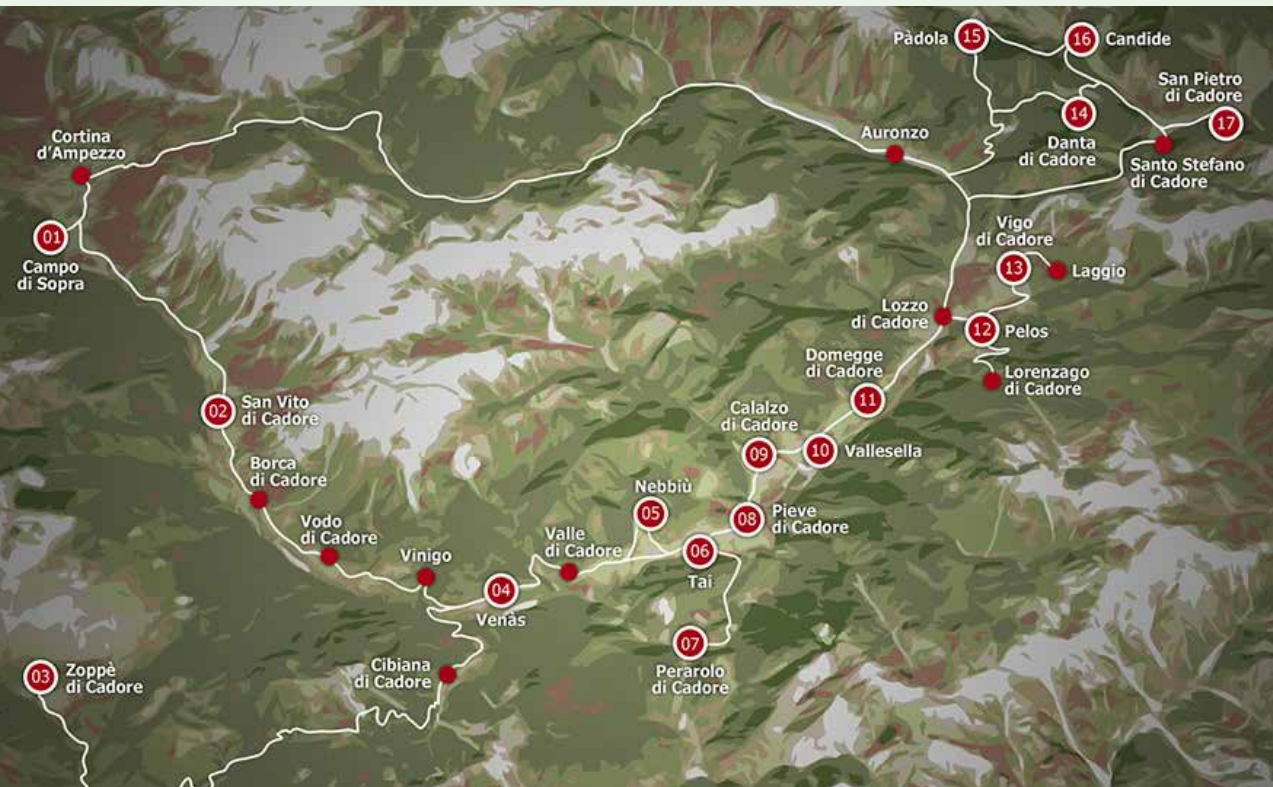 Pàdola
15
16
Candide
San Pietro
di Cadore
17
14
Danta
di Cadore
Santo Stefano
di Cadore
Auronzo
Cortina
d'Ampezzo
01
Campo
di Sopra
Vigo
di Cadore
13
Laggio
Lozzo
di Cadore
12
Pelos
Lorenzago
di Cadore
Domegge
di Cadore
11
02
San Vito
di Cadore
Calalzo
di Cadore
09
10
Vallesella
Borca
di Cadore
Nebbiù
05
08
Pieve
di Cadore
Vodo
di Cadore
Vinigo
Valle
di Cadore
06
Tai
04
Venàs
07
Perarolo
di Cadore
03
Zoppè
di Cadore
Cibiana
di Cadore